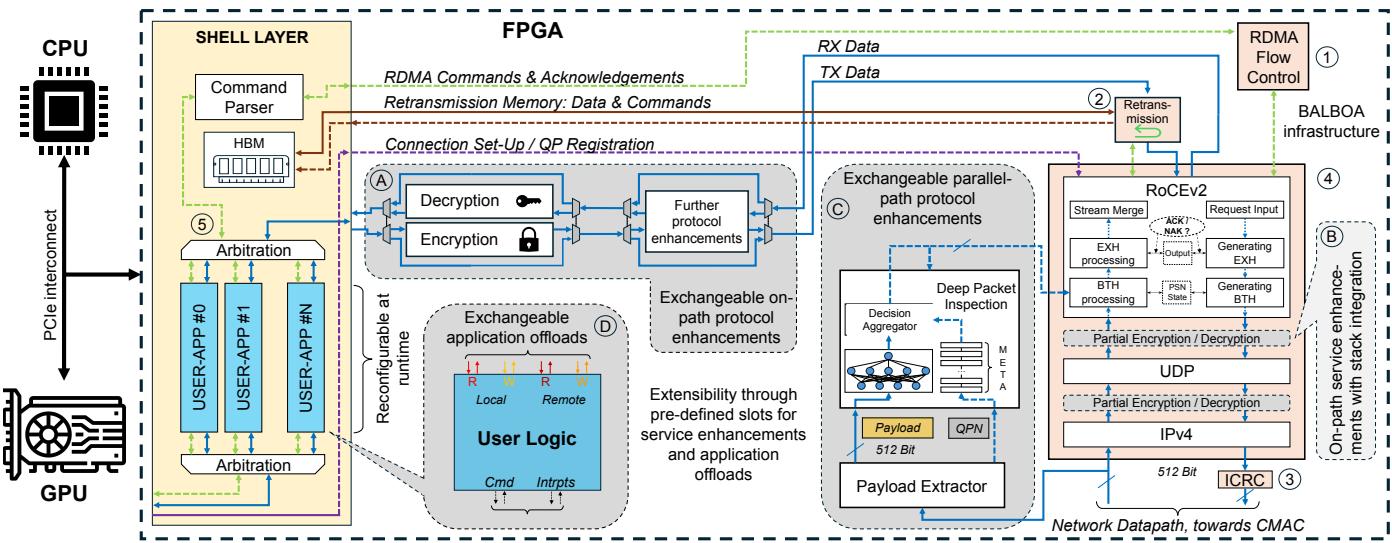 CPU
PCIe interconnect
GPU
FPGA
SHELL LAYER
Command
Parser
HBM
5
Arbitration
USER-APP #0
USER-APP #1
USER-APP #N
Arbitration
Reconfigurable at
runtime
RDMA Commands & Acknowledgements
Retransmission Memory: Data & Commands
Connection Set-Up / QP Registration
RX Data
TX Data
RDMA
Flow
Control
1
2
Retrans-
mission
BALBOA
infrastructure
A
Decryption
Encryption
Further
protocol
enhancements
Exchangeable on-
path protocol
enhancements
Exchangeable
application offloads
D
R
W
R
W
Local
Remote
User Logic
Cmd
Intrpts
Extensibility through
pre-defined slots for
service enhancements
and application
offloads
Exchangeable parallel-
path protocol
enhancements
C
Deep Packet
Inspection
Decision
Aggregator
META
Payload
QPN
512 Bit
Payload Extractor
4
RoCEv2
Stream Merge
Request Input
ACK /
NAK ?
EXH
processing
Output
Generating
EXH
BTH
processing
PSN
State
Generating
BTH
Partial Encryption / Decryption
UDP
Partial Encryption / Decryption
IPv4
512 Bit
ICRC
3
Network Datapath, towards CMAC
B
On-path service enhance-
ments with stack integration